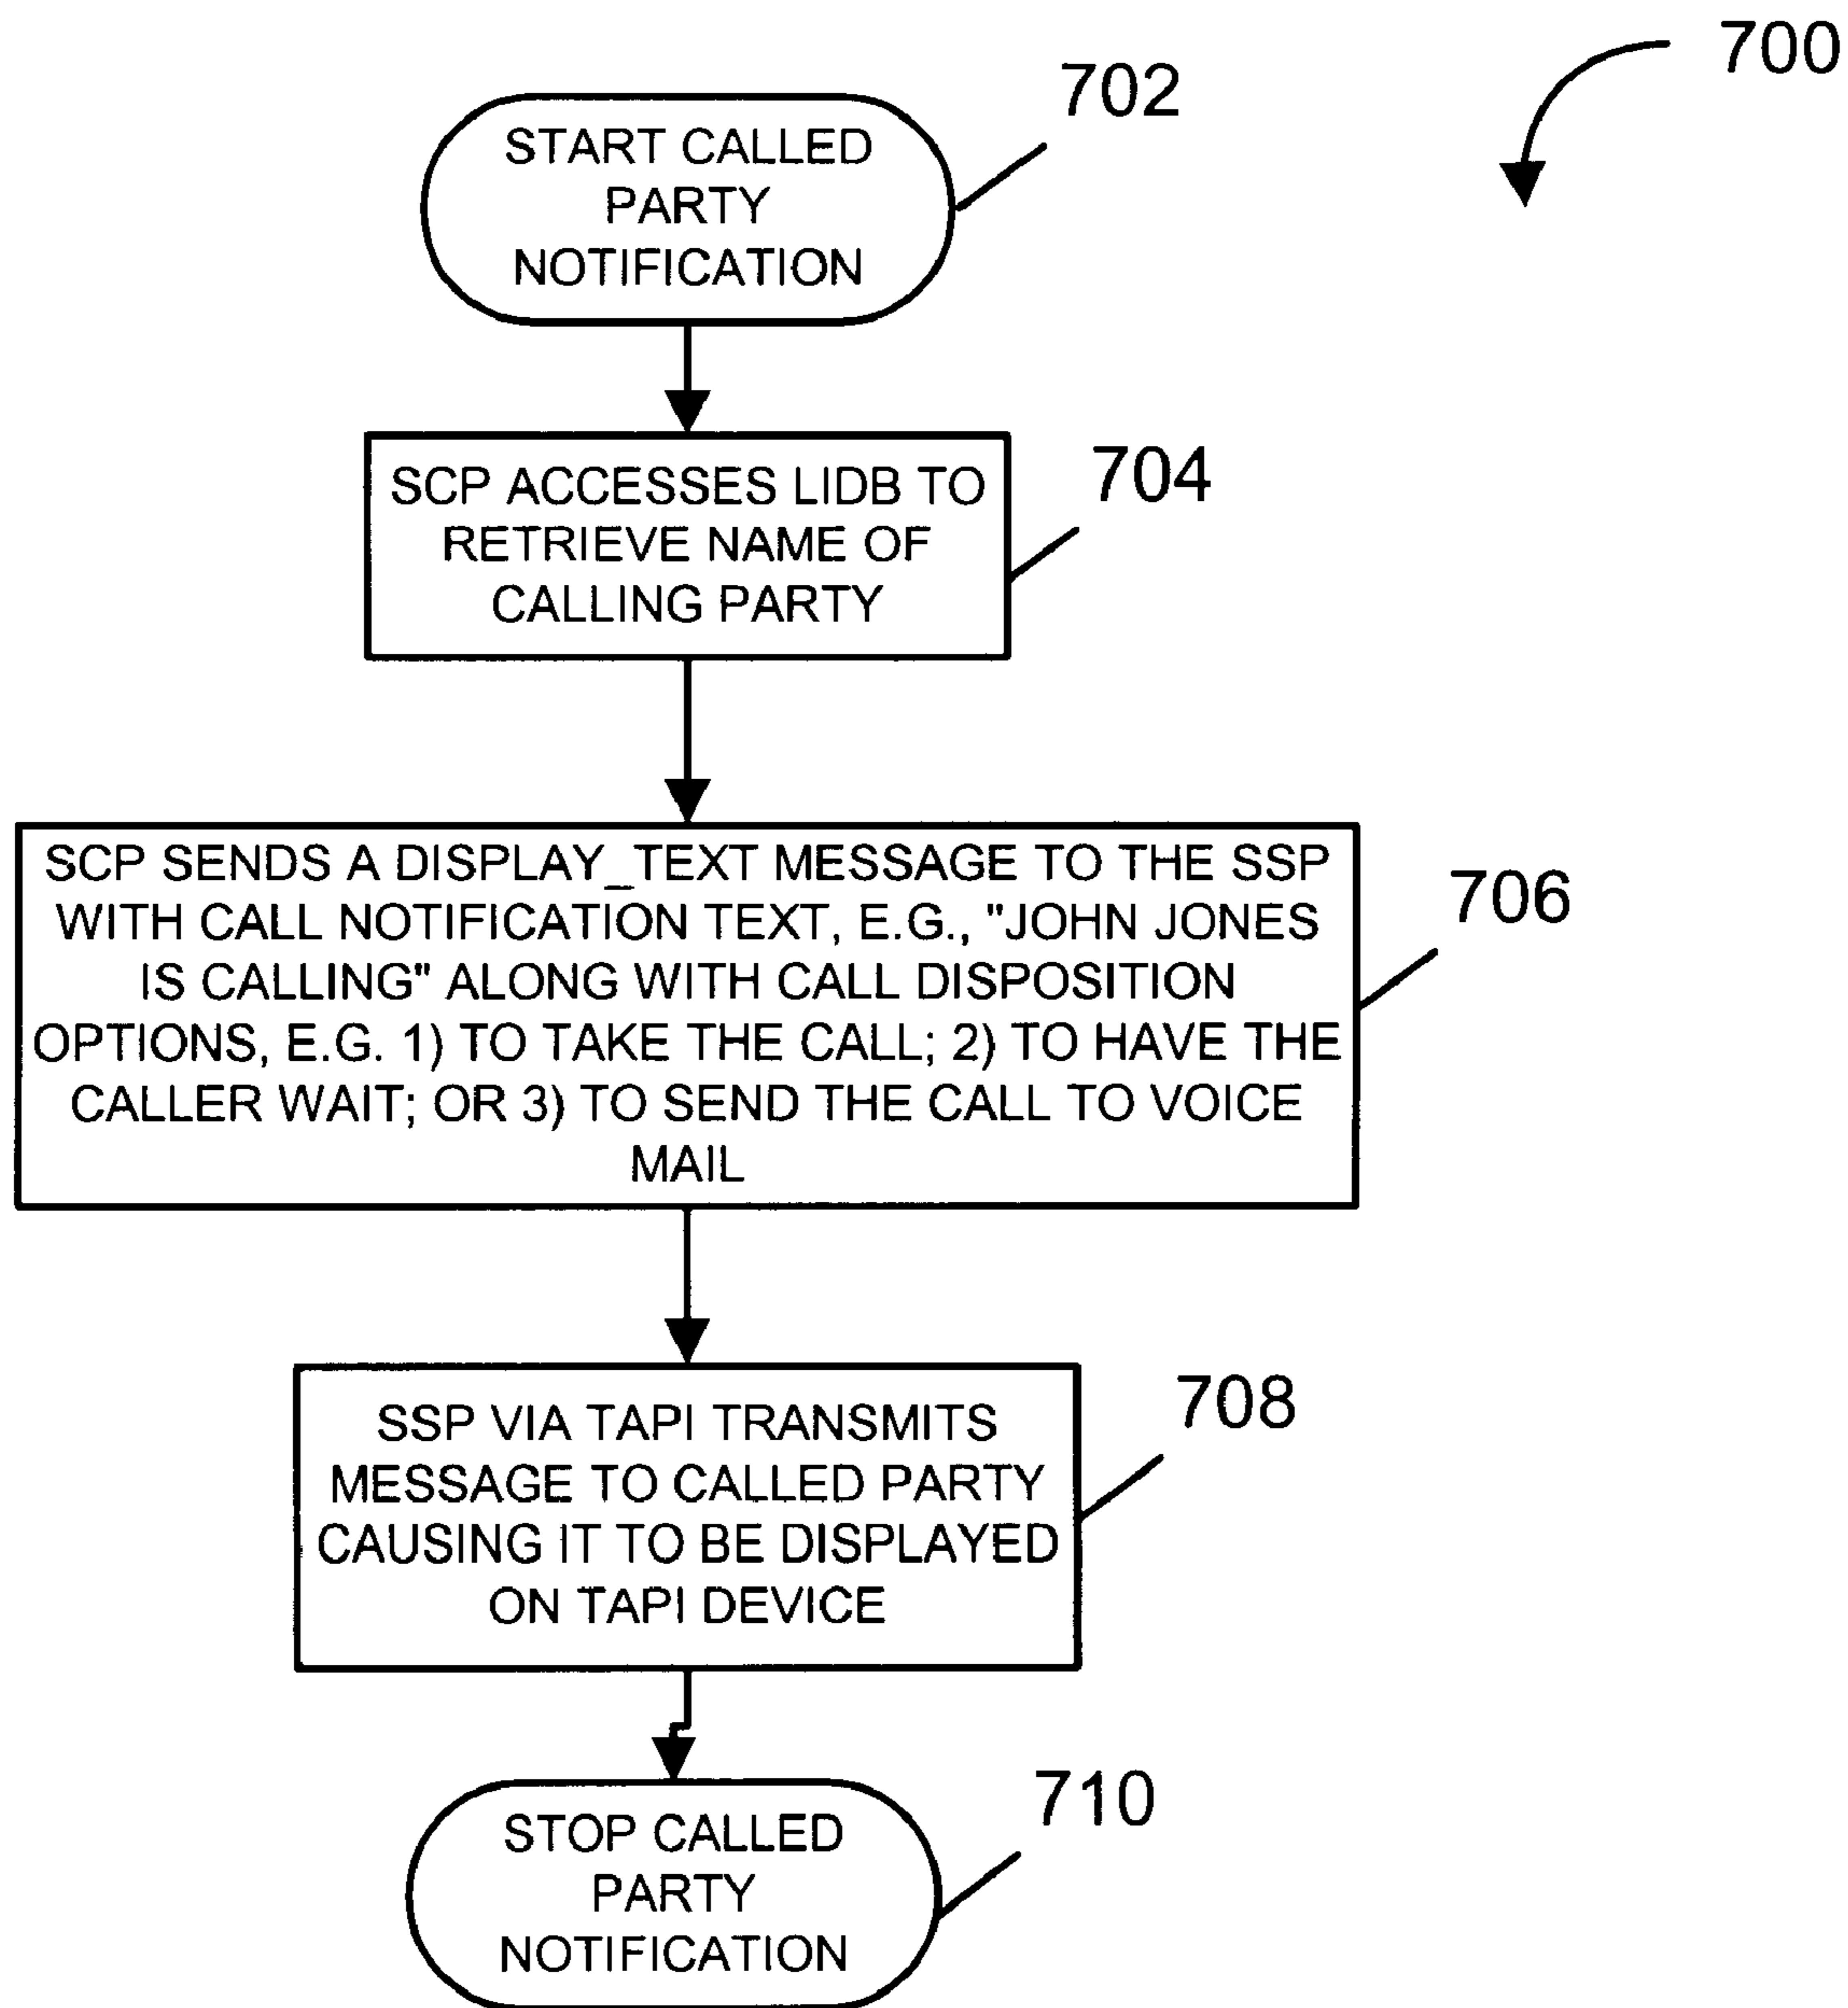 700
702
START CALLED
PARTY
NOTIFICATION
704
SCP ACCESSES LIDB TO
RETRIEVE NAME OF
CALLING PARTY
706
SCP SENDS A DISPLAY_TEXT MESSAGE TO THE SSP
WITH CALL NOTIFICATION TEXT, E.G., "JOHN JONES
IS CALLING" ALONG WITH CALL DISPOSITION
OPTIONS, E.G. 1) TO TAKE THE CALL; 2) TO HAVE THE
CALLER WAIT; OR 3) TO SEND THE CALL TO VOICE
MAIL
708
SSP VIA TAPI TRANSMITS
MESSAGE TO CALLED PARTY
CAUSING IT TO BE DISPLAYED
ON TAPI DEVICE
710
STOP CALLED
PARTY
NOTIFICATION